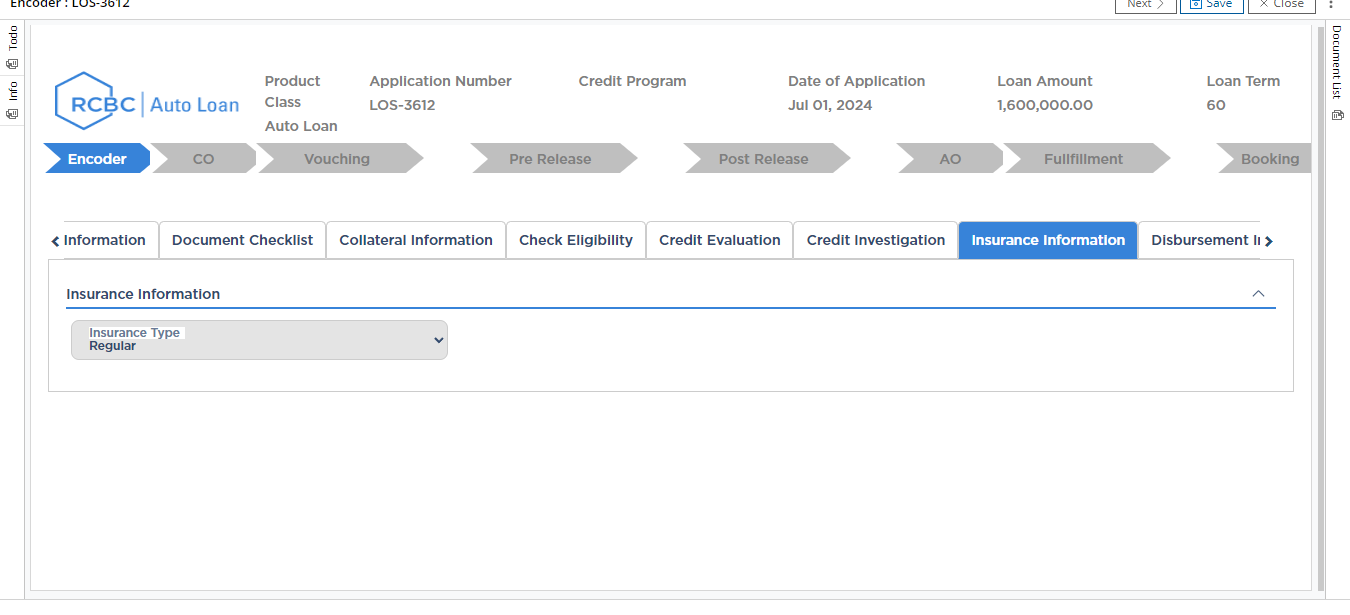 Encoder : LOS-3612
Next
Save
Close
Todo
Info
Document List
RCBC | Auto Loan
Product Class
Auto Loan
Application Number
LOS-3612
Credit Program
Date of Application
Jul 01, 2024
Loan Amount
1,600,000.00
Loan Term
60
Encoder
CO
Vouching
Pre Release
Post Release
AO
Fullfillment
Booking
Information
Document Checklist
Collateral Information
Check Eligibility
Credit Evaluation
Credit Investigation
Insurance Information
Disbursement I
Insurance Information
Insurance Type
Regular